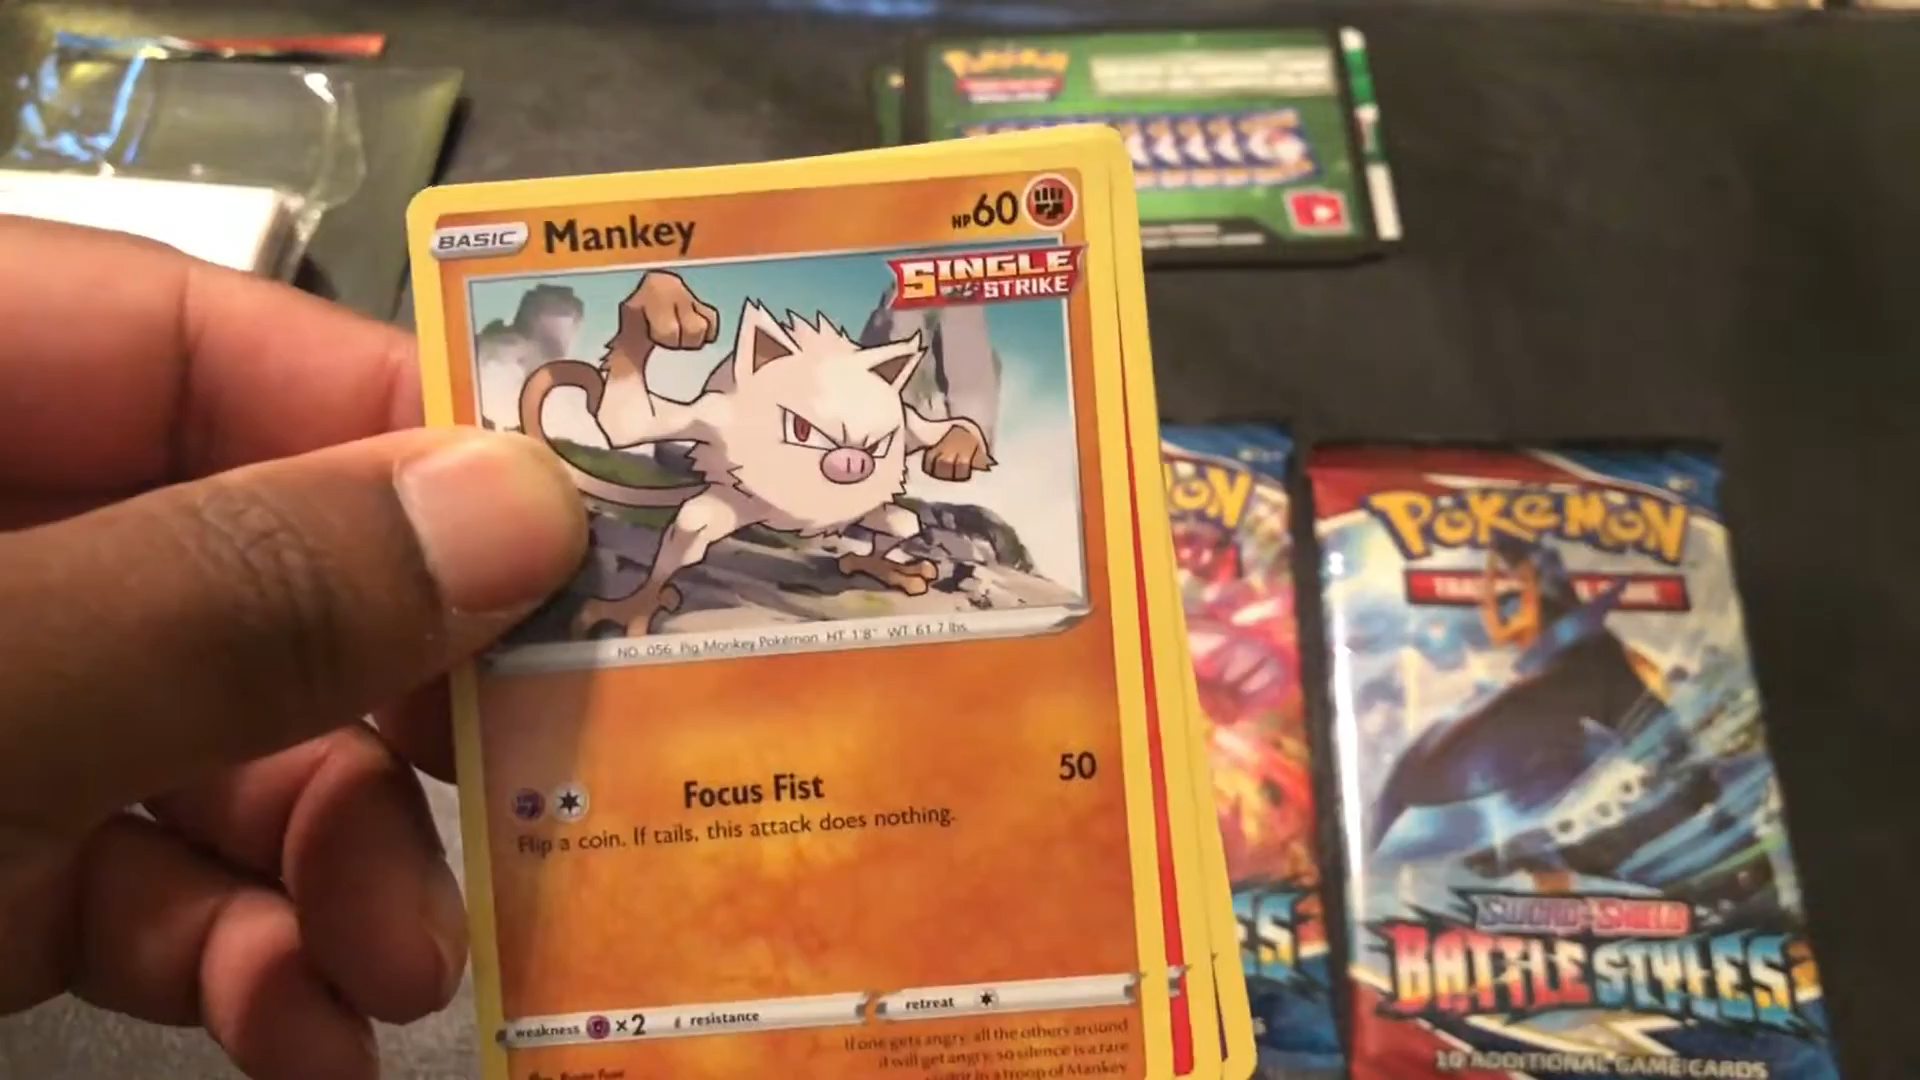 Pokémon
BASIC Mankey HP60
SINGLE
STRIKE
NO. 056 Pig Monkey Pokémon HT 1'8" WT 61.7 lbs.
Focus Fist 50
Flip a coin. If tails, this attack does nothing.
weakness ×2 resistance retreat
If one gets angry, all the others around
it will get angry, so silence is a rare
in a troop of Mankey.
POKÉMON
SWORD & SHIELD
BATTLE STYLES
10 ADDITIONAL GAME CARDS